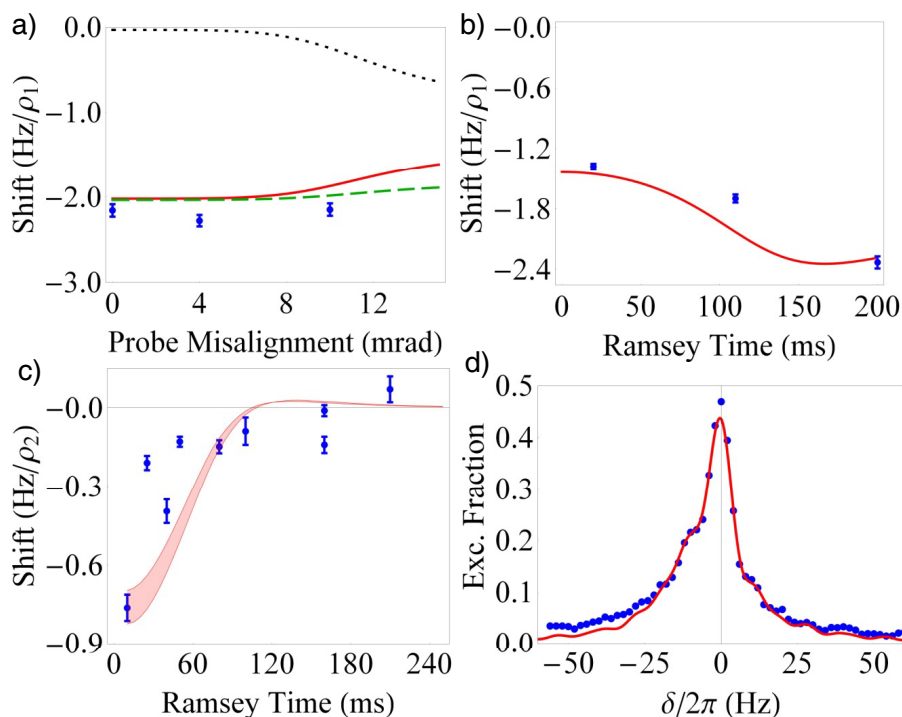 a)
0.0
−1.0
−2.0
−3.0
Shift (Hz/ρ1)
0 4 8 12
Probe Misalignment (mrad)
b)
−0.0
−0.6
−1.2
−1.8
−2.4
Shift (Hz/ρ1)
0 50 100 150 200
Ramsey Time (ms)
c)
−0.0
−0.3
−0.6
−0.9
Shift (Hz/ρ2)
0 60 120 180 240
Ramsey Time (ms)
d)
0.5
0.4
0.3
0.2
0.1
0.0
Exc. Fraction
−50 −25 0 25 50
δ/2π (Hz)